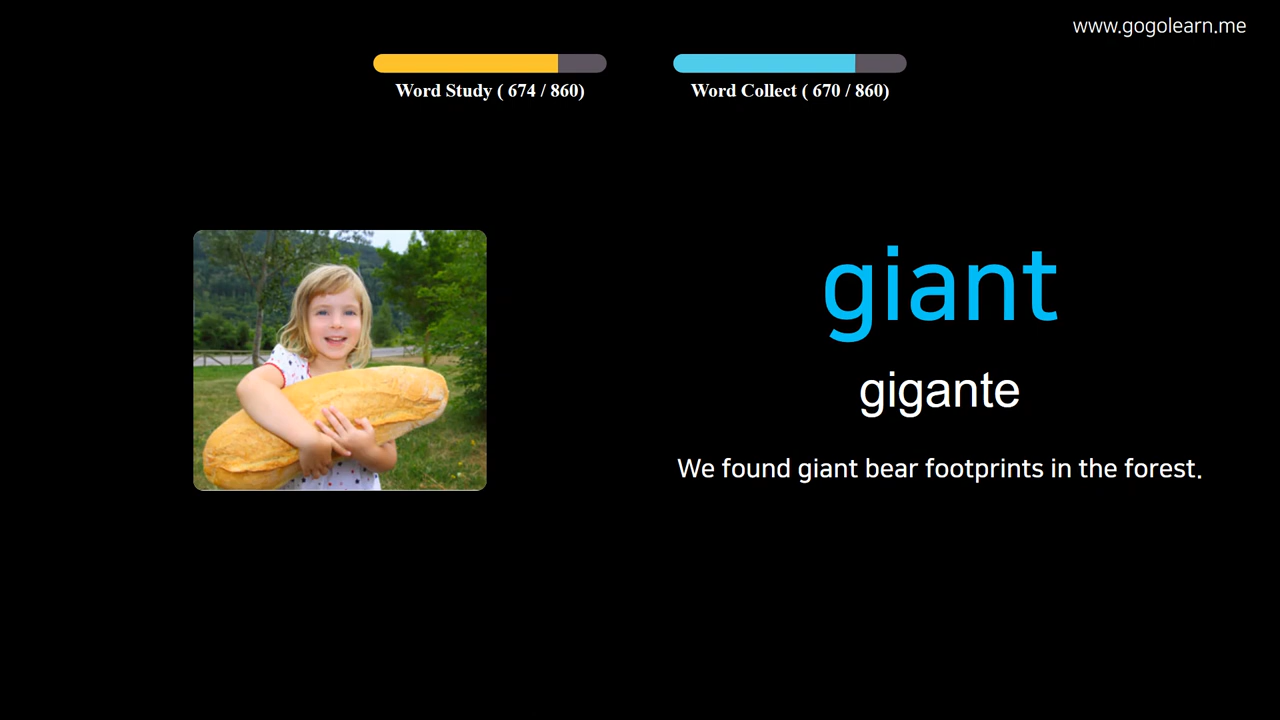 www.gogolearn.me
Word Study ( 674 / 860)
Word Collect ( 670 / 860)
giant
gigante
We found giant bear footprints in the forest.